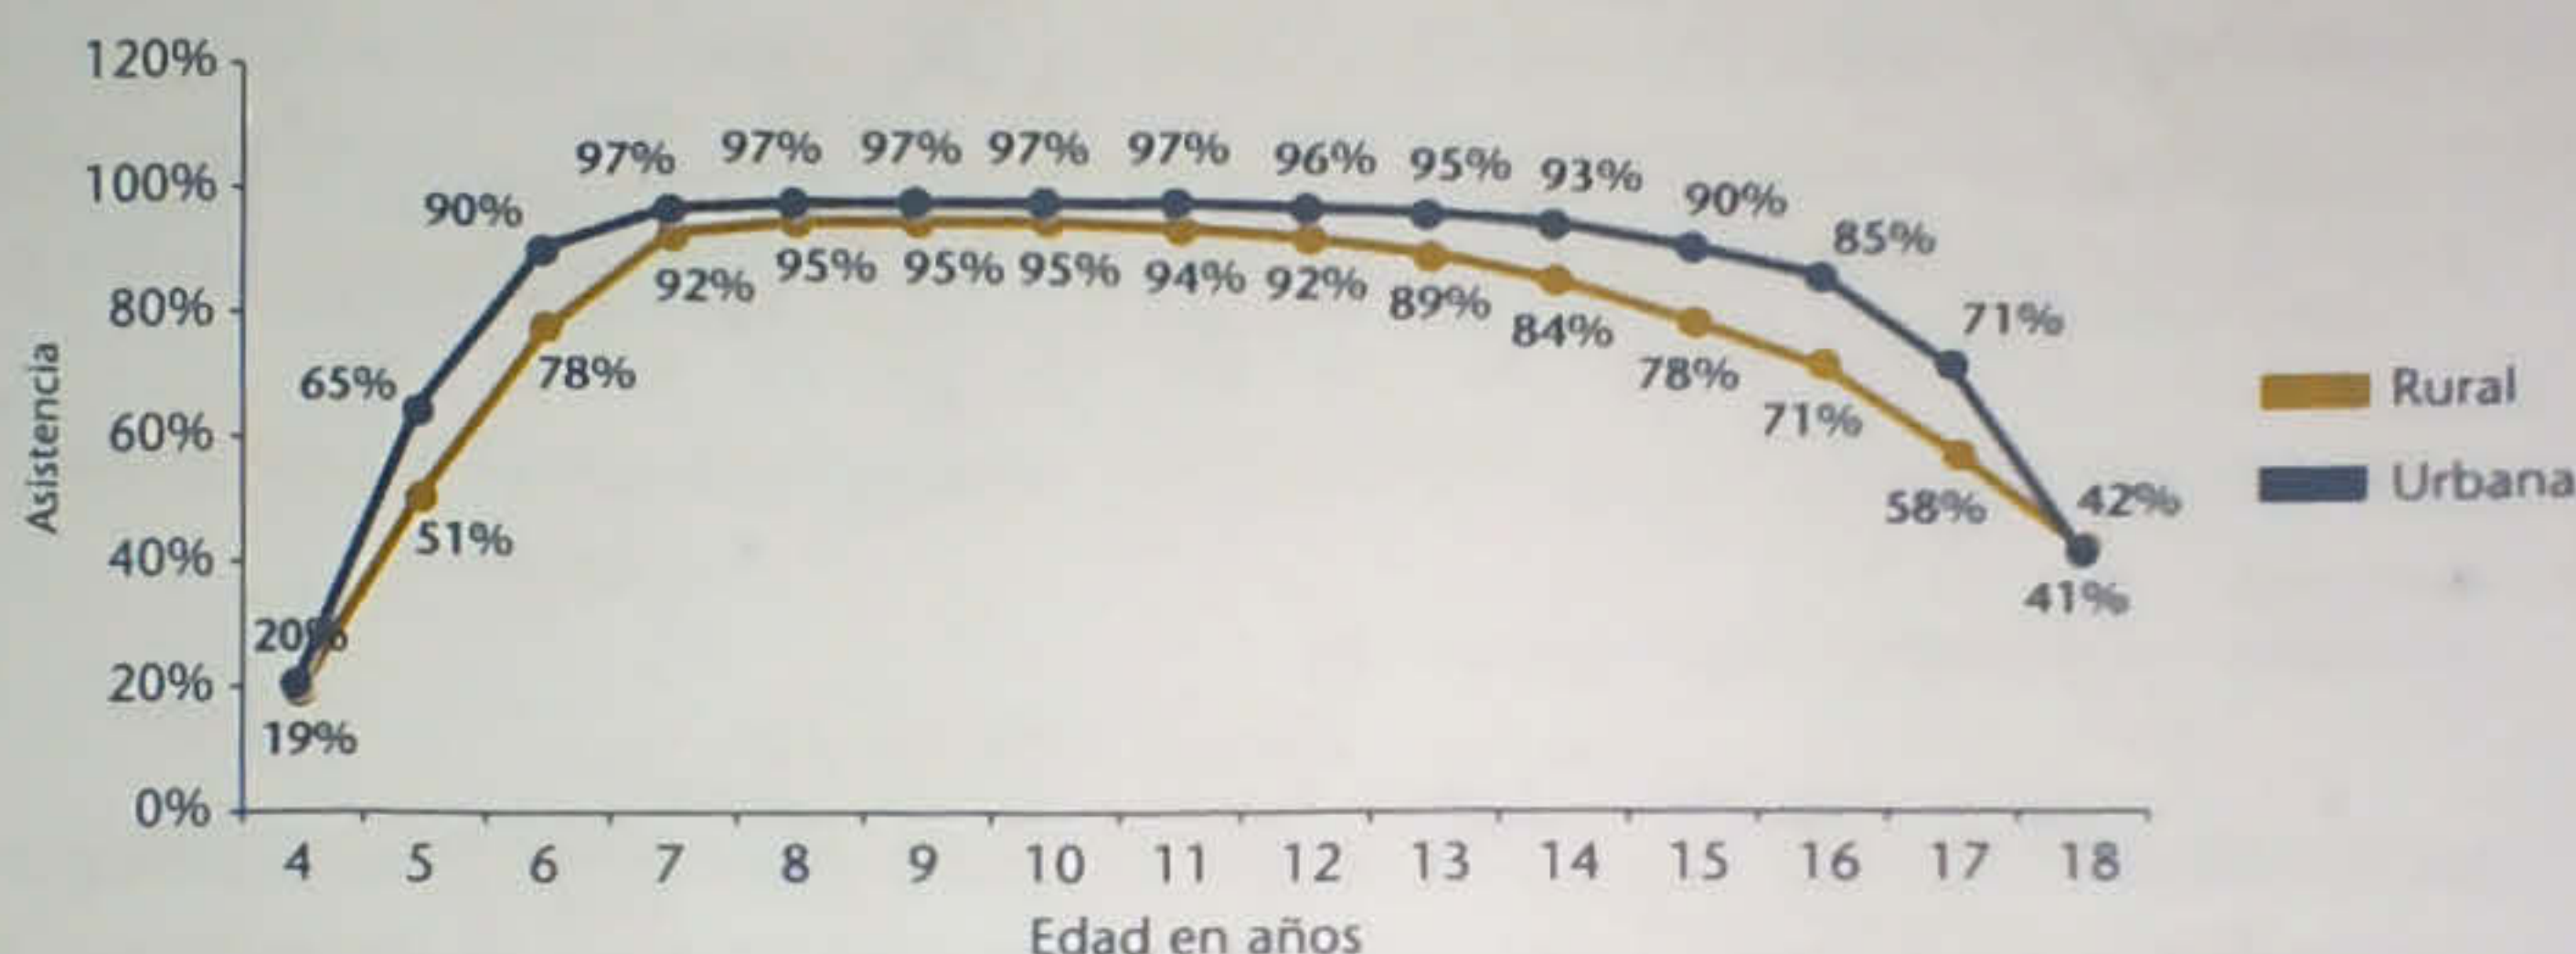 120%
100%
80%
60%
40%
20%
0%
Asistencia
20% 65% 90% 97% 97% 97% 97% 97% 96% 95% 93% 90% 85% 71% 42%
19% 51% 78% 92% 95% 95% 95% 94% 92% 89% 84% 78% 71% 58% 41%
4 5 6 7 8 9 10 11 12 13 14 15 16 17 18
Edad en años
Rural
Urbana